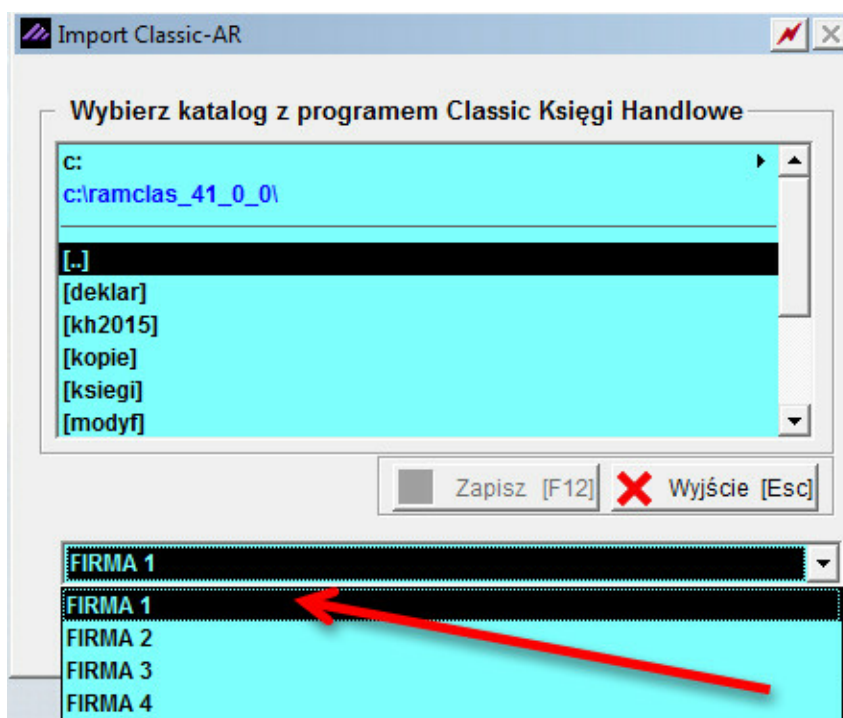 Import Classic-AR
Wybierz katalog z programem Classic Księgi Handlowe
c:
c:\ramclas_41_0_0\
[..]
[deklar]
[kh2015]
[kopie]
[ksiegi]
[modyf]
Zapisz [F12]
Wyjście [Esc]
FIRMA 1
FIRMA 1
FIRMA 2
FIRMA 3
FIRMA 4